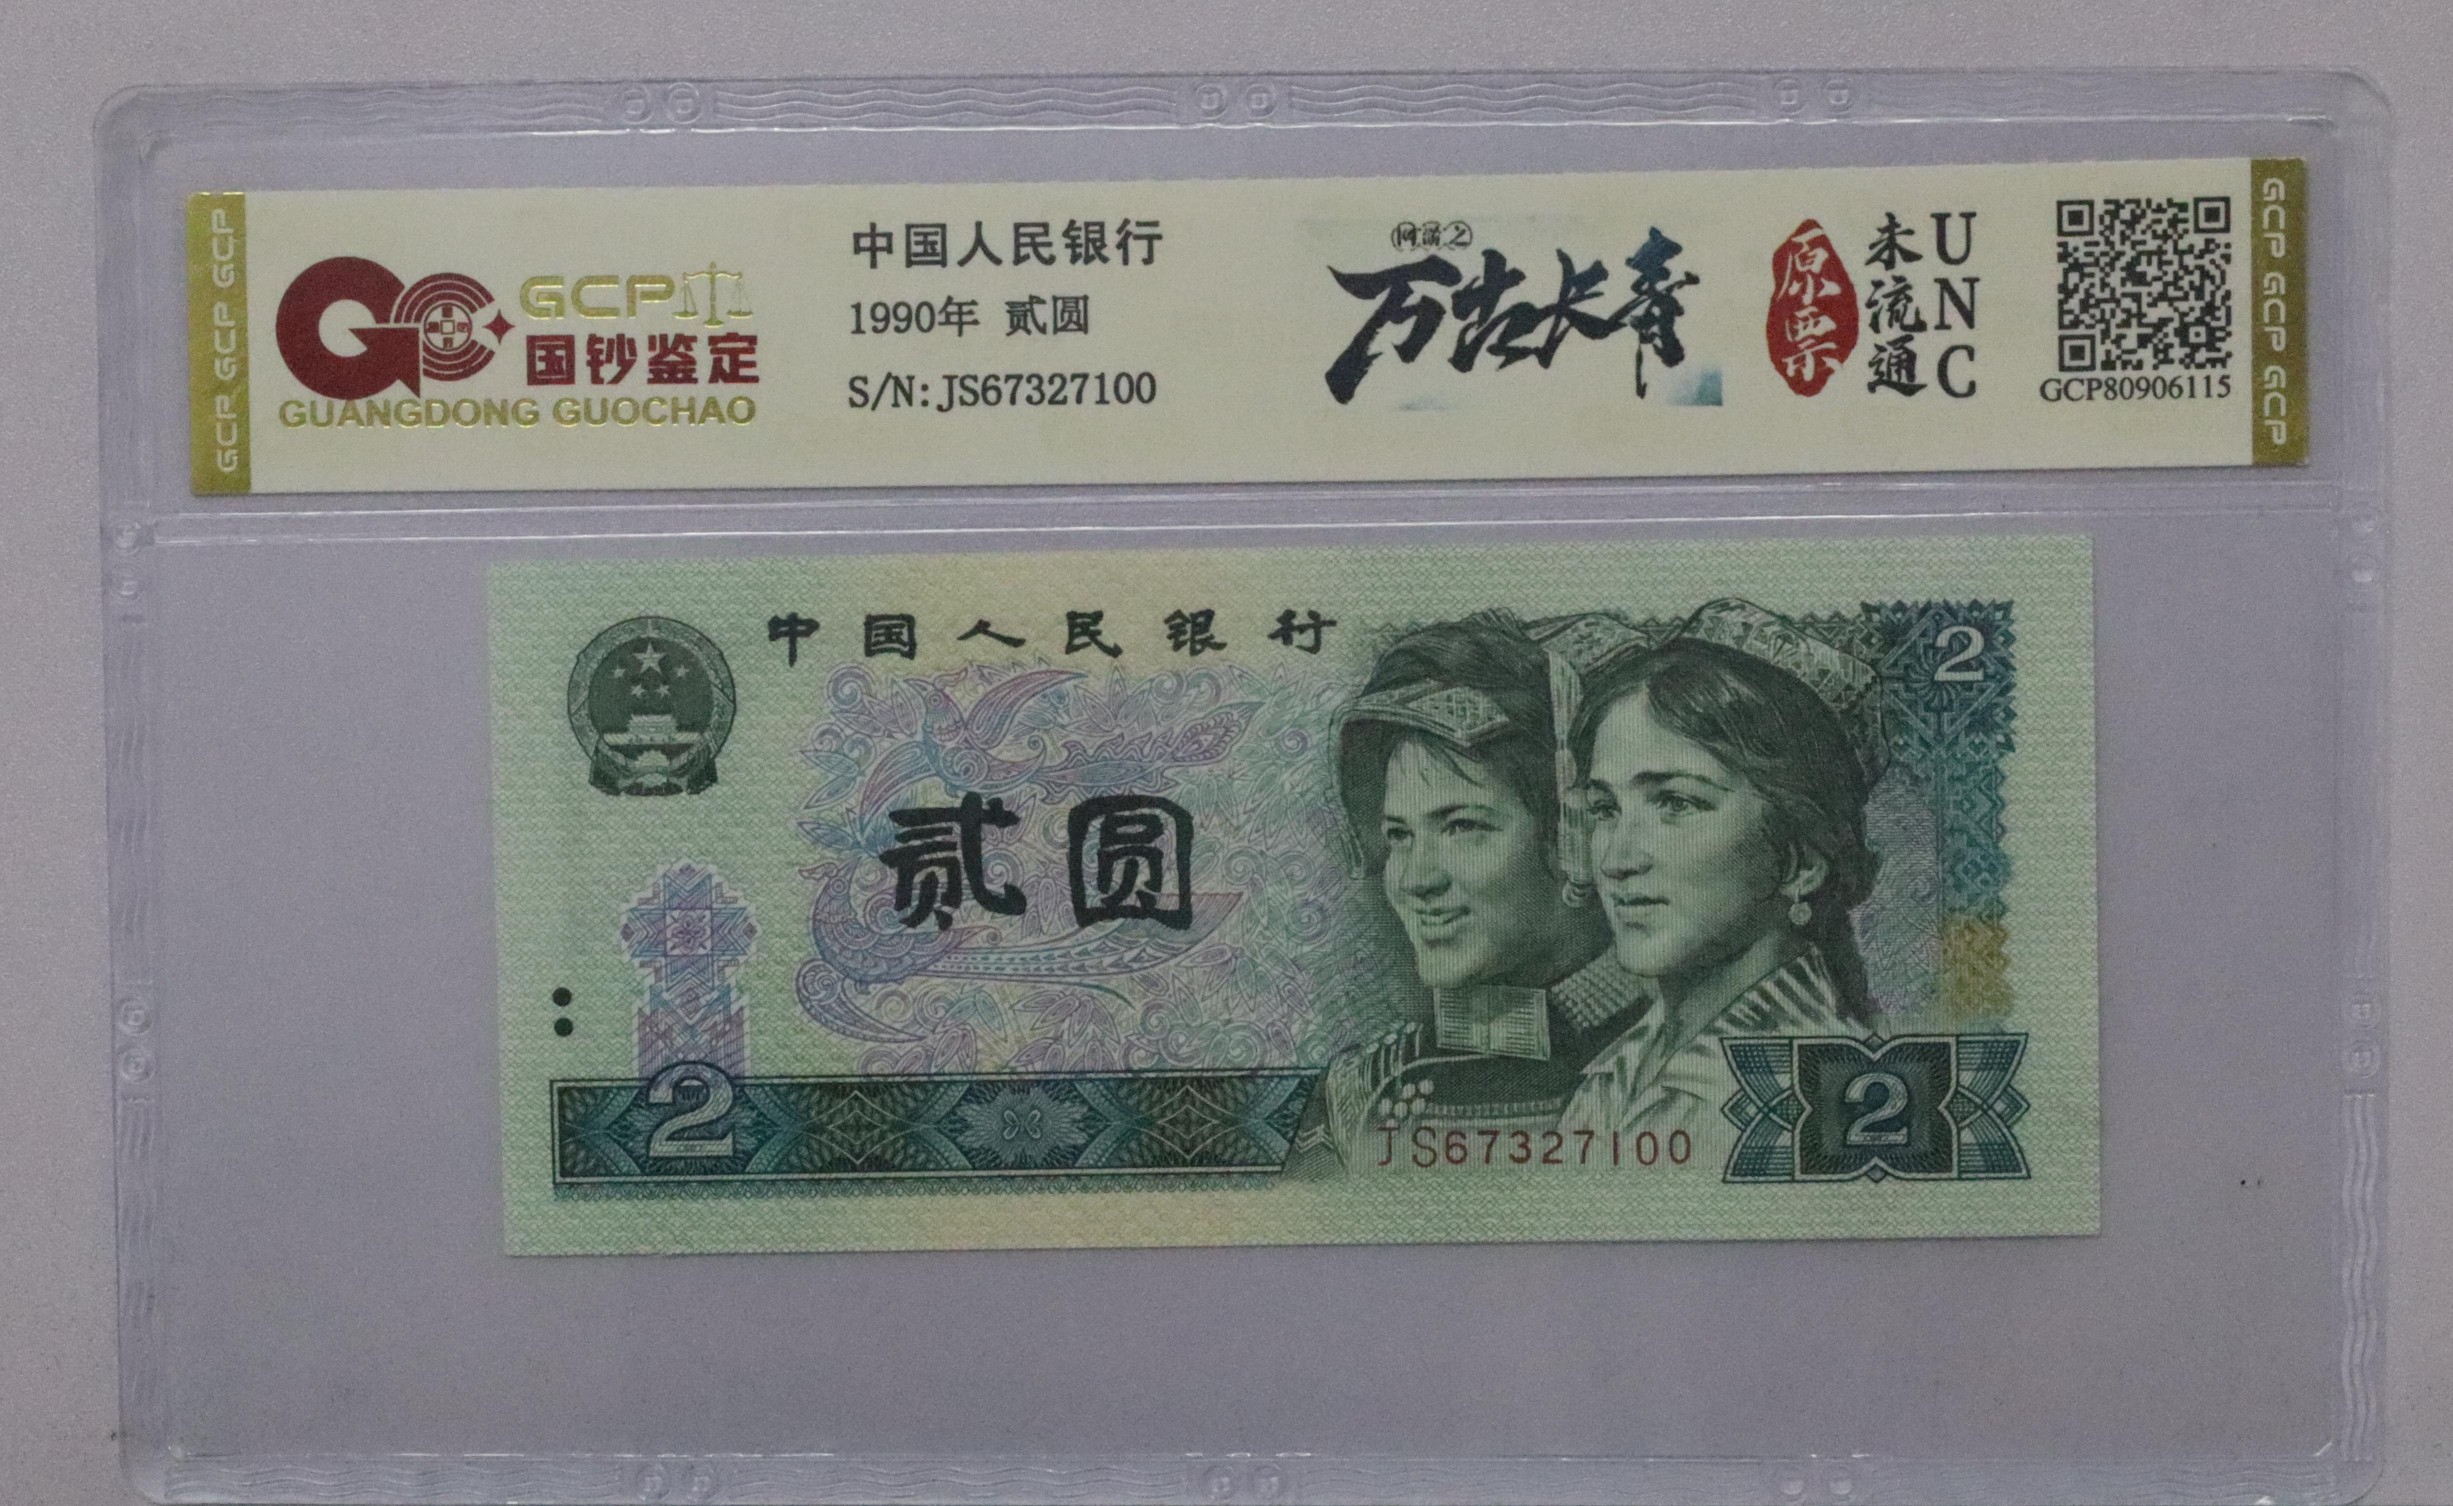 GCP GCP GCP
GCP
国钞鉴定
GUANGDONG GUOCHAO
中国人民银行
1990年 贰圆
S/N:JS67327100
万古长青
原票
未流通
UNC
GCP80906115
GCP GCP GCP
中国人民银行
2
贰圆
2
JS67327100
2